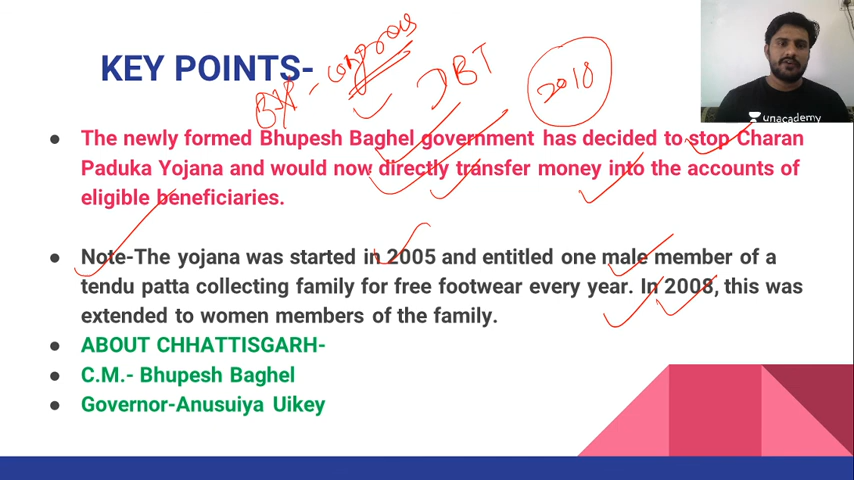 KEY POINTS-
BJP - Congress
DBT
2018
unacademy
The newly formed Bhupesh Baghel government has decided to stop Charan
Paduka Yojana and would now directly transfer money into the accounts of
eligible beneficiaries.
Note-The yojana was started in 2005 and entitled one male member of a
tendu patta collecting family for free footwear every year. In 2008, this was
extended to women members of the family.
ABOUT CHHATTISGARH-
C.M.- Bhupesh Baghel
Governor-Anusuiya Uikey